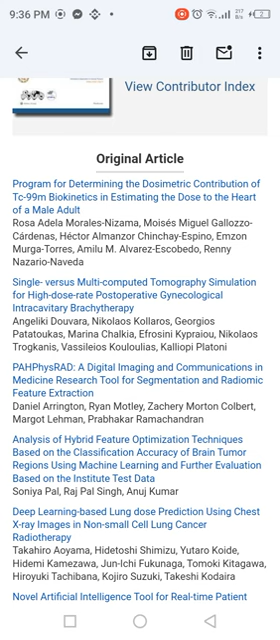 9:36 PM
217
B/s
2
View Contributor Index
Original Article
Program for Determining the Dosimetric Contribution of
Tc-99m Biokinetics in Estimating the Dose to the Heart
of a Male Adult
Rosa Adela Morales-Nizama, Moisés Miguel Gallozzo-
Cárdenas, Héctor Almanzor Chinchay-Espino, Emzon
Murga-Torres, Amilu M. Alvarez-Escobedo, Renny
Nazario-Naveda
Single- versus Multi-computed Tomography Simulation
for High-dose-rate Postoperative Gynecological
Intracavitary Brachytherapy
Angeliki Douvara, Nikolaos Kollaros, Georgios
Patatoukas, Marina Chalkia, Efrosini Kypraiou, Nikolaos
Trogkanis, Vassileios Kouloulias, Kalliopi Platoni
PAHPhysRAD: A Digital Imaging and Communications in
Medicine Research Tool for Segmentation and Radiomic
Feature Extraction
Daniel Arrington, Ryan Motley, Zachery Morton Colbert,
Margot Lehman, Prabhakar Ramachandran
Analysis of Hybrid Feature Optimization Techniques
Based on the Classification Accuracy of Brain Tumor
Regions Using Machine Learning and Further Evaluation
Based on the Institute Test Data
Soniya Pal, Raj Pal Singh, Anuj Kumar
Deep Learning-based Lung dose Prediction Using Chest
X-ray Images in Non-small Cell Lung Cancer
Radiotherapy
Takahiro Aoyama, Hidetoshi Shimizu, Yutaro Koide,
Hidemi Kamezawa, Jun-Ichi Fukunaga, Tomoki Kitagawa,
Hiroyuki Tachibana, Kojiro Suzuki, Takeshi Kodaira
Novel Artificial Intelligence Tool for Real-time Patient